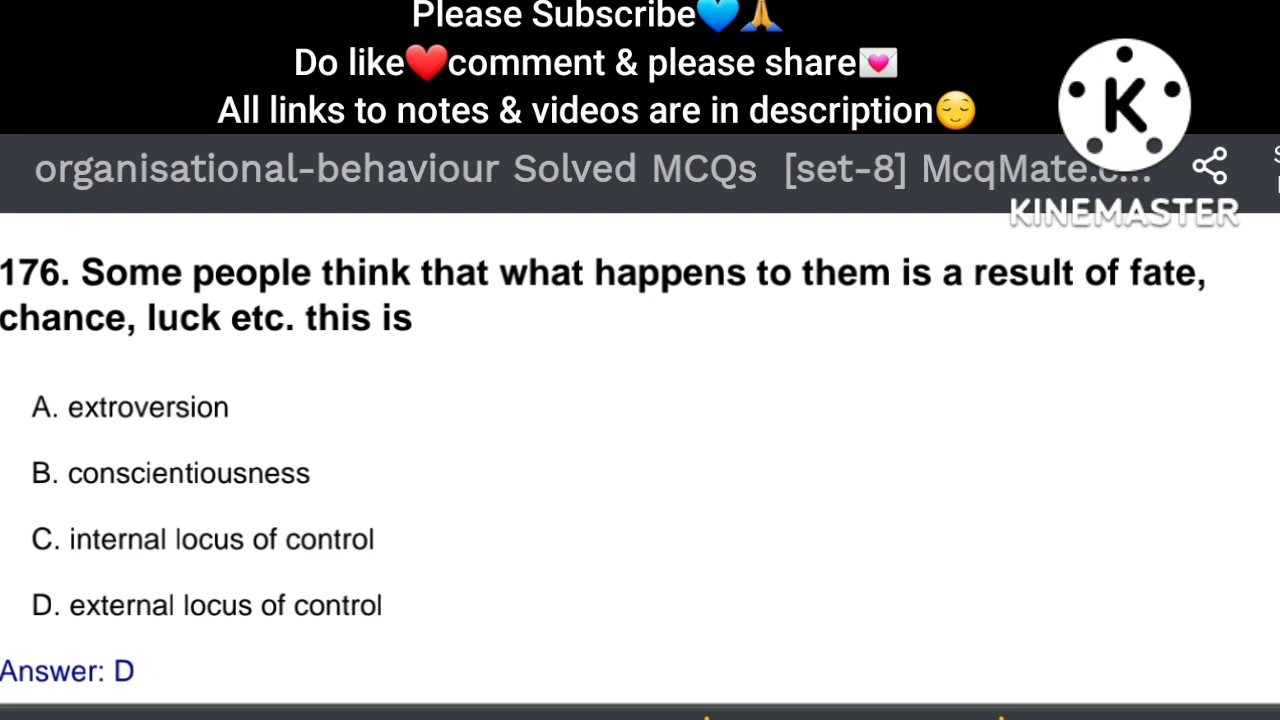 Please Subscribe💙🙏
Do like❤️comment & please share💌
All links to notes & videos are in description😌
K
organisational-behaviour Solved MCQs [set-8] McqMate.c...
KINEMASTER
176. Some people think that what happens to them is a result of fate,
chance, luck etc. this is
A. extroversion
B. conscientiousness
C. internal locus of control
D. external locus of control
Answer: D